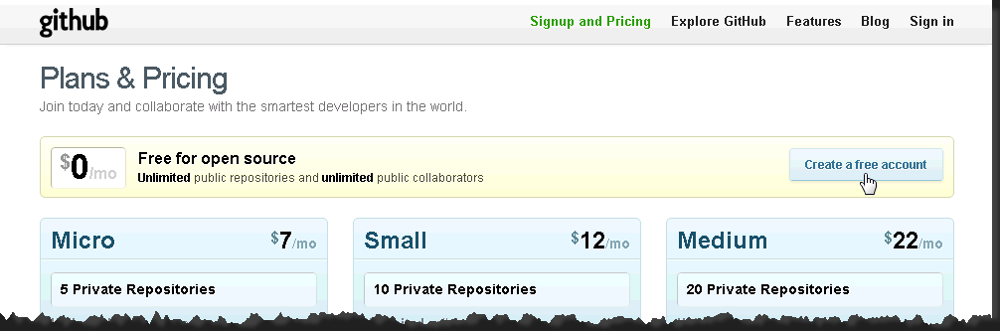 github
Signup and Pricing Explore GitHub Features Blog Sign in
Plans & Pricing
Join today and collaborate with the smartest developers in the world.
$0/mo
Free for open source
Unlimited public repositories and unlimited public collaborators
Create a free account
Micro $7/mo
5 Private Repositories
Small $12/mo
10 Private Repositories
Medium $22/mo
20 Private Repositories